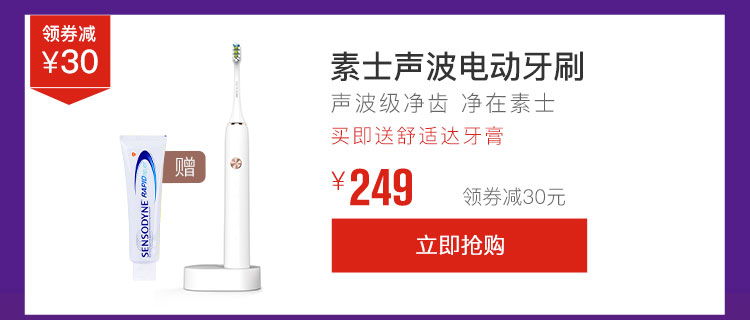 领券减
¥30
素士声波电动牙刷
声波级净齿 净在素士
买即送舒适达牙膏
赠
SENSODYNE
RAPID
¥249
领券减30元
立即抢购